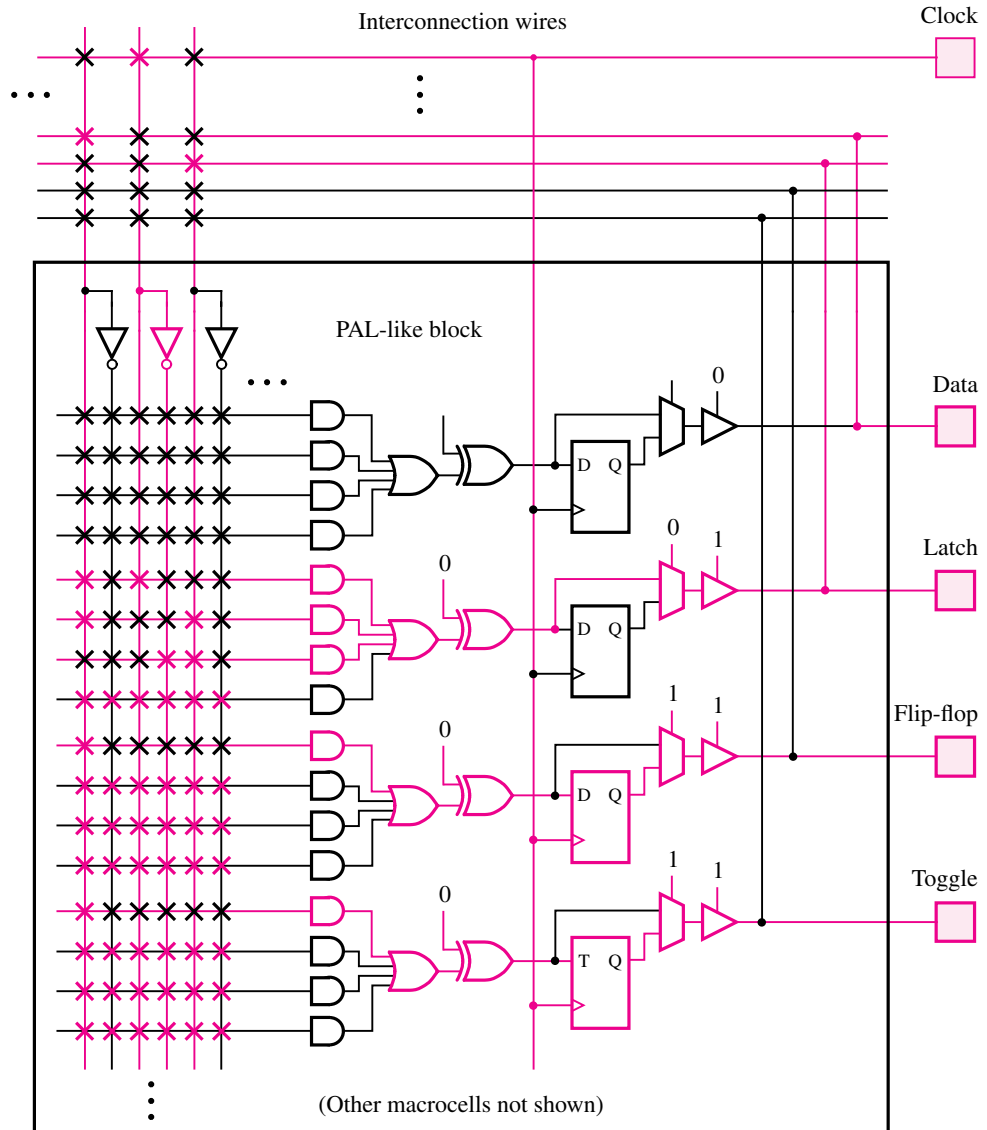 Interconnection wires
Clock
PAL-like block
0
Data
D Q
0
1
0
Latch
D Q
1
1
0
Flip-flop
D Q
1
1
0
Toggle
T Q
(Other macrocells not shown)